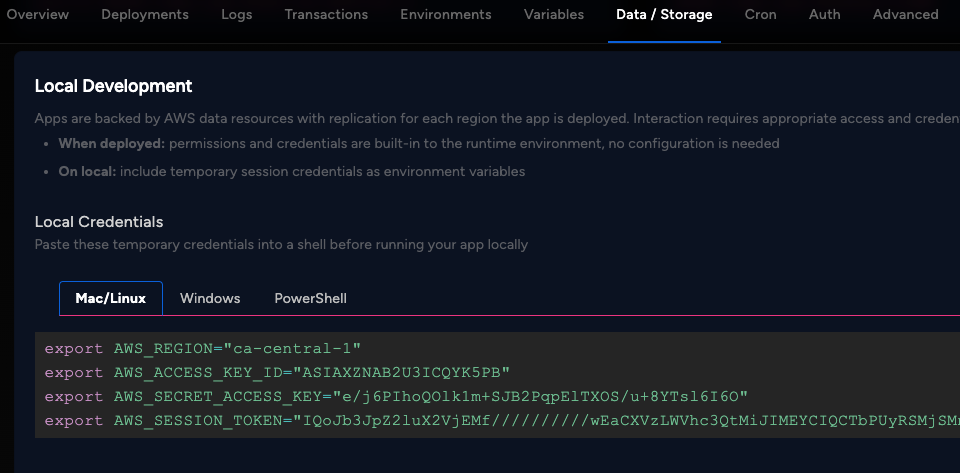 Overview Deployments Logs Transactions Environments Variables Data / Storage Cron Auth Advanced
Local Development
Apps are backed by AWS data resources with replication for each region the app is deployed. Interaction requires appropriate access and creden
• When deployed: permissions and credentials are built-in to the runtime environment, no configuration is needed
• On local: include temporary session credentials as environment variables
Local Credentials
Paste these temporary credentials into a shell before running your app locally
Mac/Linux Windows PowerShell
export AWS_REGION="ca-central-1"
export AWS_ACCESS_KEY_ID="ASIAXZNAB2U3ICQYK5PB"
export AWS_SECRET_ACCESS_KEY="e/j6PIhoQOlk1m+SJB2PqpElTXOS/u+8YTsl6I6O"
export AWS_SESSION_TOKEN="IQoJb3JpZ2luX2VjEMf//////////wEaCXVzLWVhc3QtMiJIMEYCIQCTbPUyRSMjSM